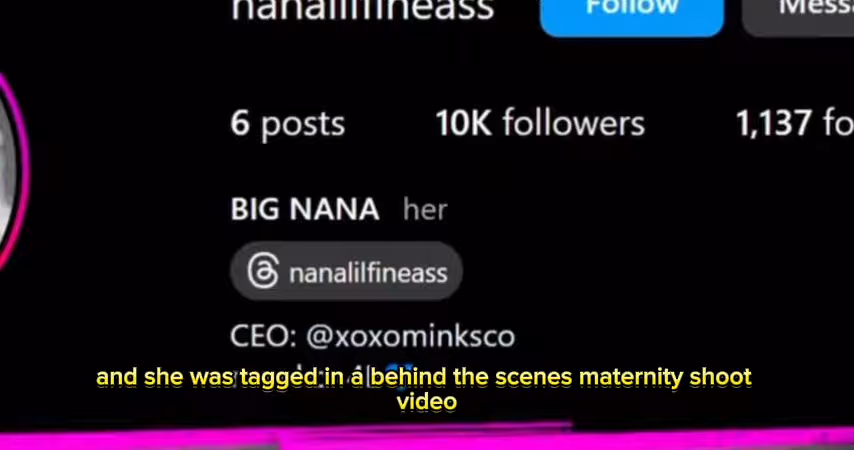 nanalilfineass Follow Mess
6 posts 10K followers 1,137 fo
BIG NANA her
nanalilfineass
CEO: @xoxominksco
and she was tagged in a behind the scenes maternity shoot
video